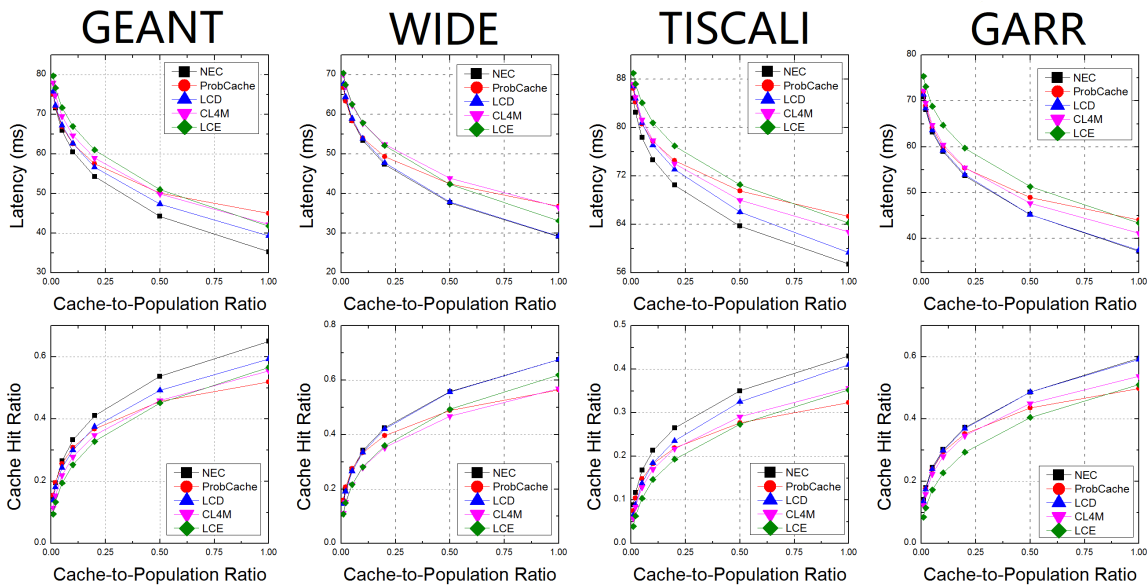 GEANT WIDE TISCALI GARR
80
70
60
50
40
30
20
Latency (ms)
NEC
ProbCache
LCD
CL4M
LCE
0.00 0.25 0.50 0.75 1.00
Cache-to-Population Ratio
80
70
60
50
40
30
20
Latency (ms)
NEC
ProbCache
LCD
CL4M
LCE
0.00 0.25 0.50 0.75 1.00
Cache-to-Population Ratio
88
80
72
64
56
Latency (ms)
NEC
ProbCache
LCD
CL4M
LCE
0.00 0.25 0.50 0.75 1.00
Cache-to-Population Ratio
80
70
60
50
40
Latency (ms)
NEC
ProbCache
LCD
CL4M
LCE
0.00 0.25 0.50 0.75 1.00
Cache-to-Population Ratio
0.6
0.4
0.2
0.0
Cache Hit Ratio
NEC
ProbCache
LCD
CL4M
LCE
0.00 0.25 0.50 0.75 1.00
Cache-to-Population Ratio
0.8
0.6
0.4
0.2
0.0
Cache Hit Ratio
NEC
ProbCache
LCD
CL4M
LCE
0.00 0.25 0.50 0.75 1.00
Cache-to-Population Ratio
0.5
0.4
0.3
0.2
0.1
0.0
Cache Hit Ratio
NEC
ProbCache
LCD
CL4M
LCE
0.00 0.25 0.50 0.75 1.00
Cache-to-Population Ratio
0.6
0.4
0.2
0.0
Cache Hit Ratio
NEC
ProbCache
LCD
CL4M
LCE
0.00 0.25 0.50 0.75 1.00
Cache-to-Population Ratio